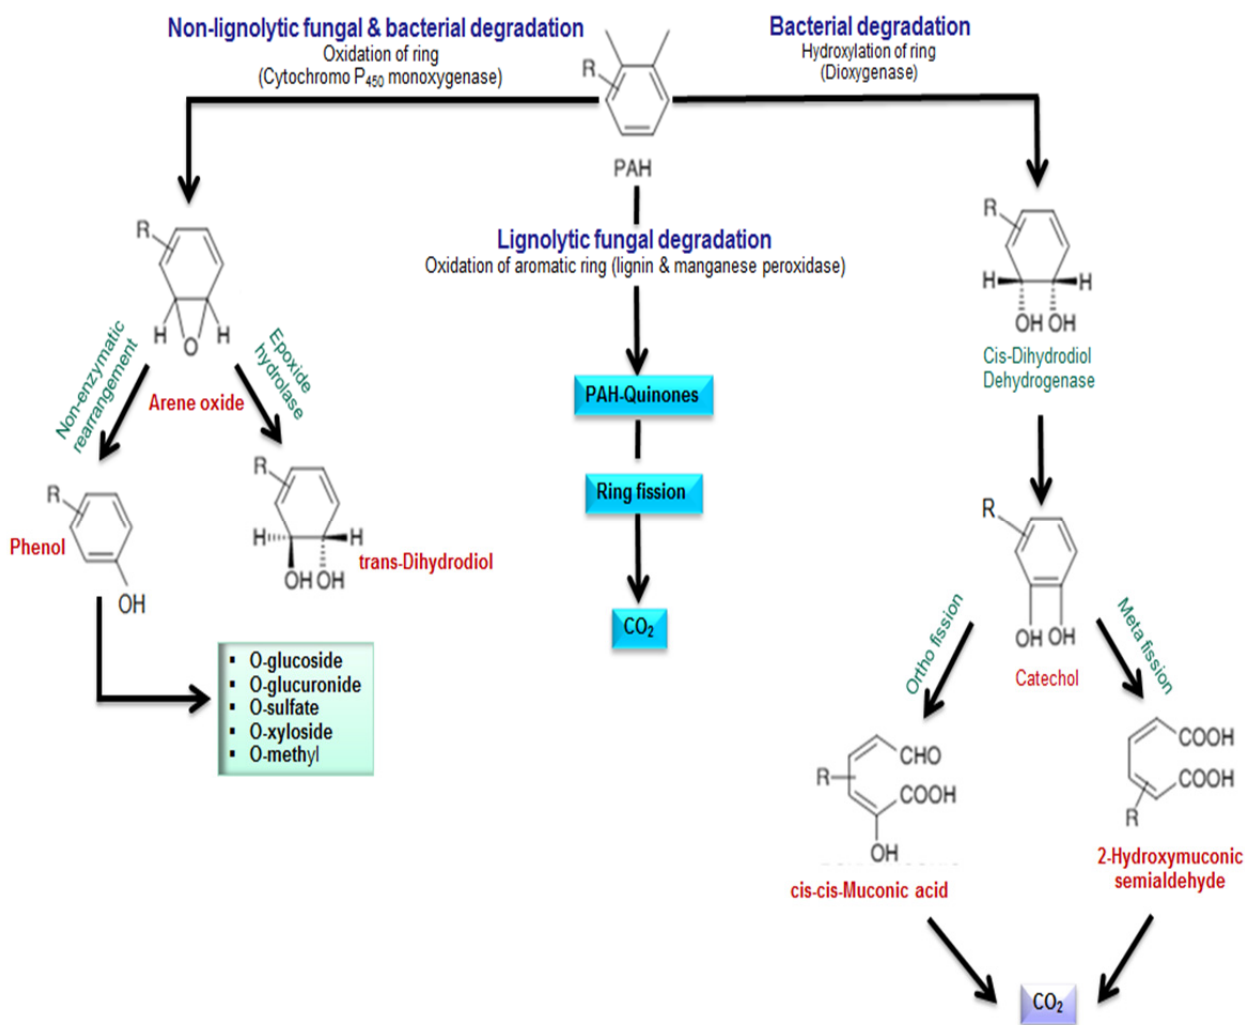 Non-lignolytic fungal & bacterial degradation
Oxidation of ring
(Cytochromo P450 monoxygenase)
Bacterial degradation
Hydroxylation of ring
(Dioxygenase)
R
PAH
Lignolytic fungal degradation
Oxidation of aromatic ring (lignin & manganese peroxidase)
R
H H
O
Arene oxide
Non-enzymatic
rearrangement
Epoxide
hydrolase
R
Phenol
OH
R
H H
OH OH
trans-Dihydrodiol
▪ O-glucoside
▪ O-glucuronide
▪ O-sulfate
▪ O-xyloside
▪ O-methyl
PAH-Quinones
Ring fission
CO2
R
H H
OH OH
Cis-Dihydrodiol
Dehydrogenase
R
OH OH
Catechol
Ortho fission
Meta fission
CHO
R
COOH
OH
cis-cis-Muconic acid
COOH
COOH
R
2-Hydroxymuconic
semialdehyde
CO2